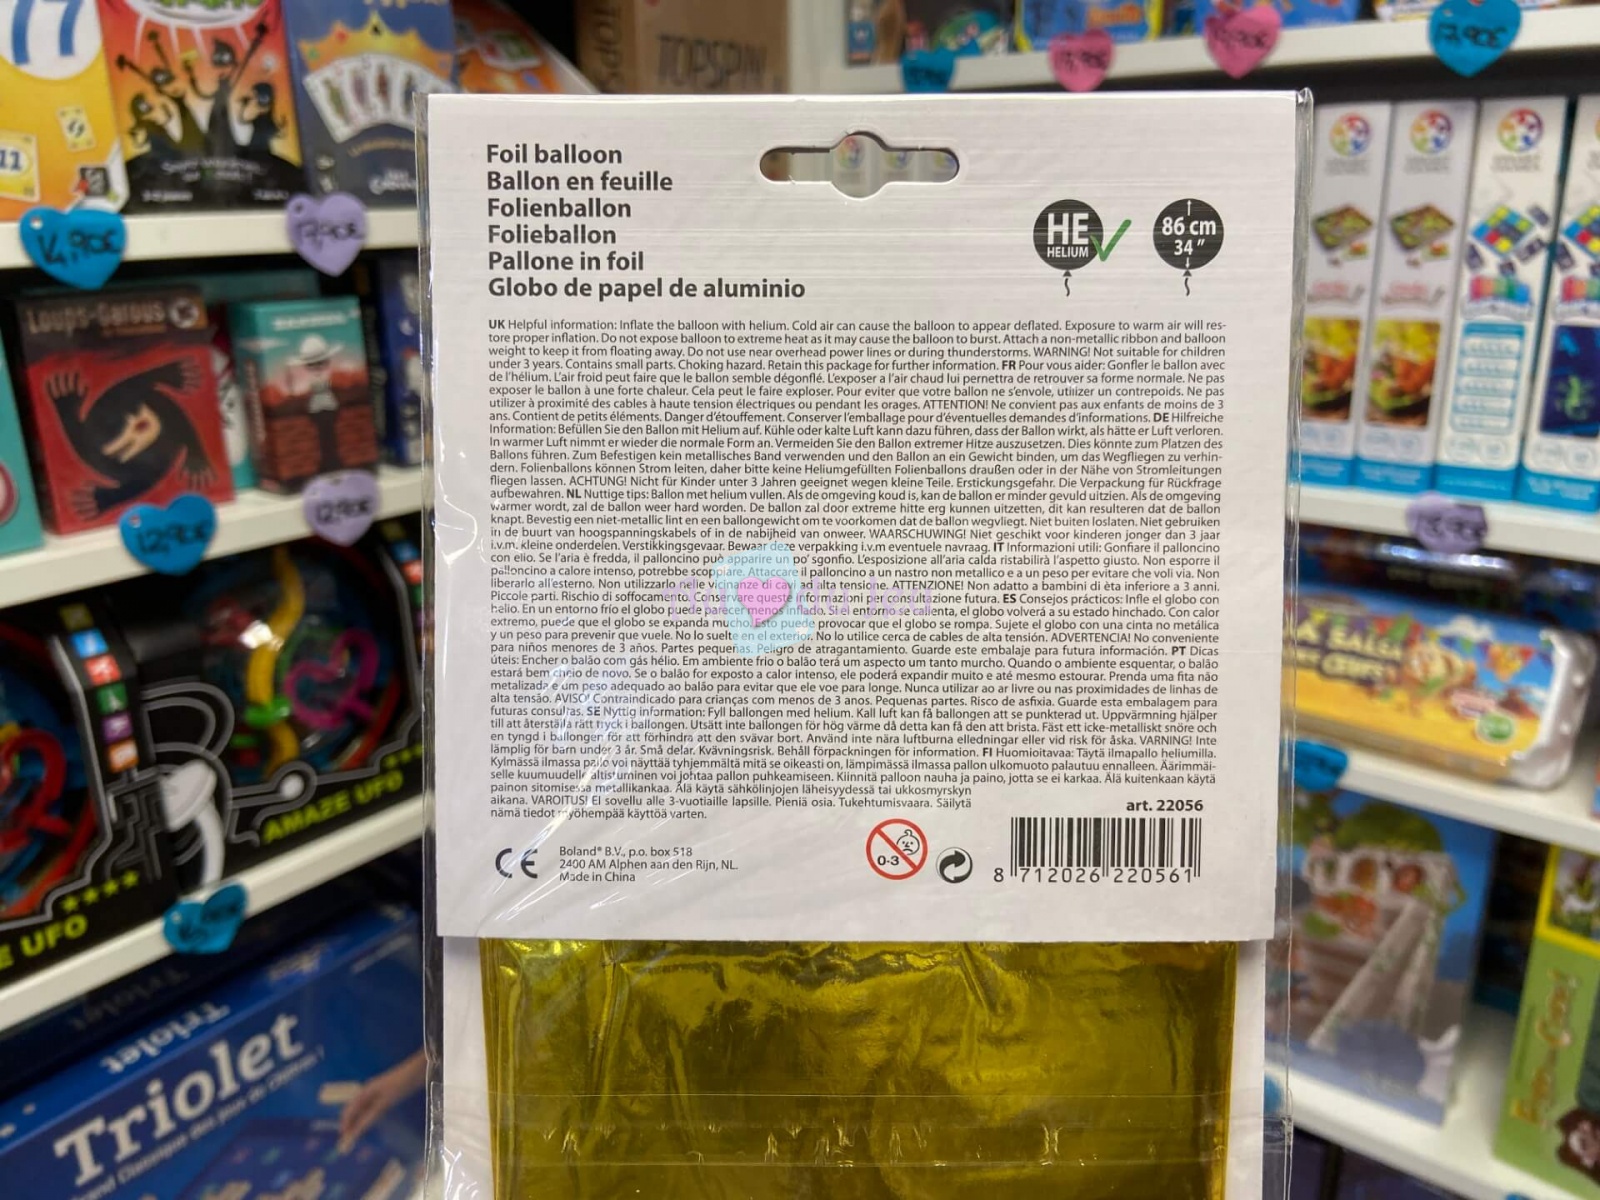 77
11
TOPSPIN
TOPS
14,90€
17,90€
17,90€
Loups-Garous
12,90€
12,90€
AMAZE UFO
E UFO
Triolet
Triolet
Foil balloon
Ballon en feuille
Folienballon
Folieballon
Pallone in foil
Globo de papel de aluminio
HE
HELIUM
86 cm
34"
UK Helpful information: Inflate the balloon with helium. Cold air can cause the balloon to appear deflated. Exposure to warm air will res-
tore proper inflation. Do not expose balloon to extreme heat as it may cause the balloon to burst. Attach a non-metallic ribbon and balloon
weight to keep it from floating away. Do not use near overhead power lines or during thunderstorms. WARNING! Not suitable for children
under 3 years. Contains small parts. Choking hazard. Retain this package for further information. FR Pour vous aider: Gonfler le ballon avec
de l'hélium. L'air froid peut faire que le ballon semble dégonflé. L'exposer a l'air chaud lui permettra de retrouver sa forme normale. Ne pas
exposer le ballon à une forte chaleur. Cela peut le faire exploser. Pour eviter que votre ballon ne s'envole, utilizer un contrepoids. Ne pas
utilizer à proximité des cables à haute tension électriques ou pendant les orages. ATTENTION! Ne convient pas aux enfants de moins de 3
ans. Contient de petits éléments. Danger d'étouffement. Conserver l'emballage pour d'éventuelles demandes d'informations. DE Hilfreiche
Information: Befüllen Sie den Ballon mit Helium auf. Kühle oder kalte Luft kann dazu führen, dass der Ballon wirkt, als hätte er Luft verloren.
In warmer Luft nimmt er wieder die normale Form an. Vermeiden Sie den Ballon extremer Hitze auszusetzen. Dies könnte zum Platzen des
Ballons führen. Zum Befestigen kein metallisches Band verwenden und den Ballon an ein Gewicht binden, um das Wegfliegen zu verhin-
dern. Folienballons können Strom leiten, daher bitte keine Heliumgefüllten Folienballons draußen oder in der Nähe von Stromleitungen
fliegen lassen. ACHTUNG! Nicht für Kinder unter 3 Jahren geeignet wegen kleine Teile. Erstickungsgefahr. Die Verpackung für Rückfrage
aufbewahren. NL Nuttige tips: Ballon met helium vullen. Als de omgeving koud is, kan de ballon er minder gevuld uitzien. Als de omgeving
warmer wordt, zal de ballon weer hard worden. De ballon zal door extreme hitte erg kunnen uitzetten, dit kan resulteren dat de ballon
knapt. Bevestig een niet-metallic lint en een ballongewicht om te voorkomen dat de ballon wegvliegt. Niet buiten loslaten. Niet gebruiken
in de buurt van hoogspanningskabels of in de nabijheid van onweer. WAARSCHUWING! Niet geschikt voor kinderen jonger dan 3 jaar
i.v.m. kleine onderdelen. Verstikkingsgevaar. Bewaar deze verpakking i.v.m eventuele navraag. IT Informazioni utili: Gonfiare il palloncino
con elio. Se l'aria è fredda, il palloncino può apparire un po' sgonfio. L'esposizione all'aria calda ristabilirà l'aspetto giusto. Non esporre il
palloncino a calore intenso, potrebbe scoppiare. Attaccare il palloncino a un nastro non metallico e a un peso per evitare che voli via. Non
liberarlo all'esterno. Non utilizzarlo nelle vicinanze di cavi ad alta tensione. ATTENZIONE! Non adatto a bambini di età inferiore a 3 anni.
Piccole parti. Rischio di soffocamento. Conservare queste informazioni per consultazione futura. ES Consejos prácticos: Infle el globo con
helio. En un entorno frío el globo puede parecer menos inflado. Si el entorno se calienta, el globo volverá a su estado hinchado. Con calor
extremo, puede que el globo se expanda mucho. Esto puede provocar que el globo se rompa. Sujete el globo con una cinta no metálica
y un peso para prevenir que vuele. No lo suelte en el exterior. No lo utilice cerca de cables de alta tensión. ADVERTENCIA! No conveniente
para niños menores de 3 años. Partes pequeñas. Peligro de atragantamiento. Guarde este embalaje para futura información. PT Dicas
úteis: Encher o balão com gás hélio. Em ambiente frio o balão terá um aspecto um tanto murcho. Quando o ambiente esquentar, o balão
estará bem cheio de novo. Se o balão for exposto a calor intenso, ele poderá expandir muito e até mesmo estourar. Prenda uma fita não
metalizada e um peso adequado ao balão para evitar que ele voe para longe. Nunca utilizar ao ar livre ou nas proximidades de linhas de
alta tensão. AVISO! Contraindicado para crianças com menos de 3 anos. Pequenas partes. Risco de asfixia. Guarde esta embalagem para
futuras consultas. SE Nyttig information: Fyll ballongen med helium. Kall luft kan få ballongen att se punkterad ut. Uppvärmning hjälper
till att återställa rätt tryck i ballongen. Utsätt inte ballongen för hög värme då detta kan få den att brista. Fäst ett icke-metalliskt snöre och
en tyngd i ballongen för att förhindra att den svävar bort. Använd inte nära luftburna elledningar eller vid risk för åska. VARNING! Inte
lämplig för barn under 3 år. Små delar. Kvävningsrisk. Behåll förpackningen för information. FI Huomioitavaa: Täytä ilmapallo heliumilla.
Kylmässä ilmassa pallo voi näyttää tyhjemmältä mitä se oikeasti on, lämpimässä ilmassa pallon ulkomuoto palautuu ennalleen. Äärimmäi-
selle kuumuudelle altistuminen voi johtaa pallon puhkeamiseen. Kiinnitä palloon nauha ja paino, jotta se ei karkaa. Älä kuitenkaan käytä
painon sitomisessa metallikankaa. Älä käytä sähkölinjojen läheisyydessä tai ukkosmyrskyn
aikana. VAROITUS! Ei sovellu alle 3-vuotiaille lapsille. Pieniä osia. Tukehtumisvaara. Säilytä
nämä tiedot myöhempää käyttöä varten.
art. 22056
CE
Boland® B.V., p.o. box 518
2400 AM Alphen aan den Rijn, NL.
Made in China
0-3
8 712026 220561